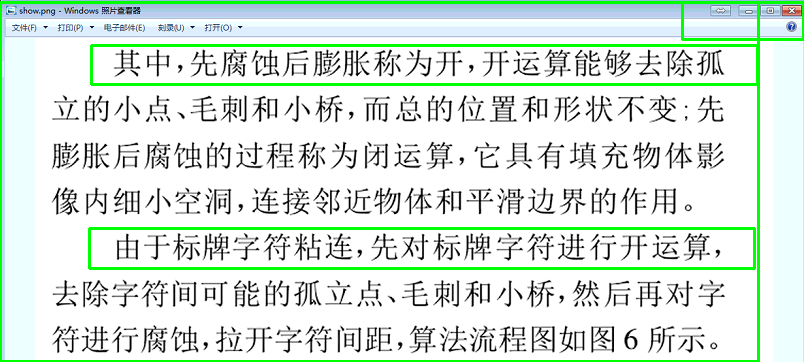 show.png - Windows 照片查看器
文件(F) 打印(P) 电子邮件(E) 刻录(U) 打开(O)
其中,先腐蚀后膨胀称为开,开运算能够去除孤
立的小点、毛刺和小桥,而总的位置和形状不变;先
膨胀后腐蚀的过程称为闭运算,它具有填充物体影
像内细小空洞,连接邻近物体和平滑边界的作用。
由于标牌字符粘连,先对标牌字符进行开运算,
去除字符间可能的孤立点、毛刺和小桥,然后再对字
符进行腐蚀,拉开字符间距,算法流程图如图 6 所示。